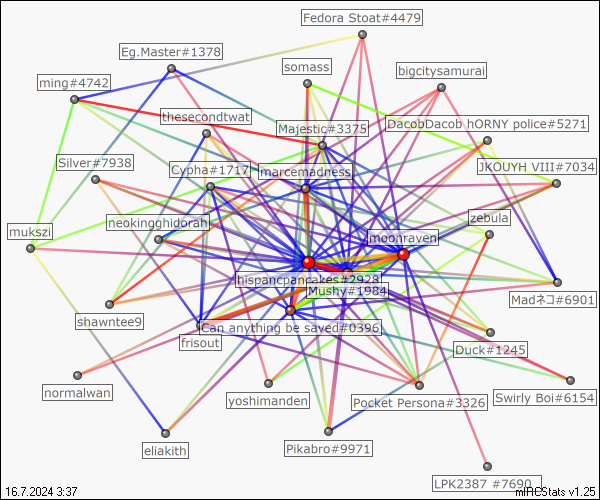 Fedora Stoat#4479
Eg.Master#1378
somass
bigcitysamurai
ming#4742
thesecondtwat
Majestic#3375
DacobDacob hORNY police#5271
Silver#7938
Cypha#1717
marcemadness
JKOUYH VIII#7034
mukszi
neokingghidorah
moonraven
zebula
hispancpancakes#2928
Mushy#1984
Madネコ#6901
shawntee9
Can anything be saved#0396
frisout
Duck#1245
normalwan
yoshimanden
Pocket Persona#3326
Swirly Boi#6154
eliakith
Pikabro#9971
LPK2387 #7690
16.7.2024 3:37
mIRCStats v1.25